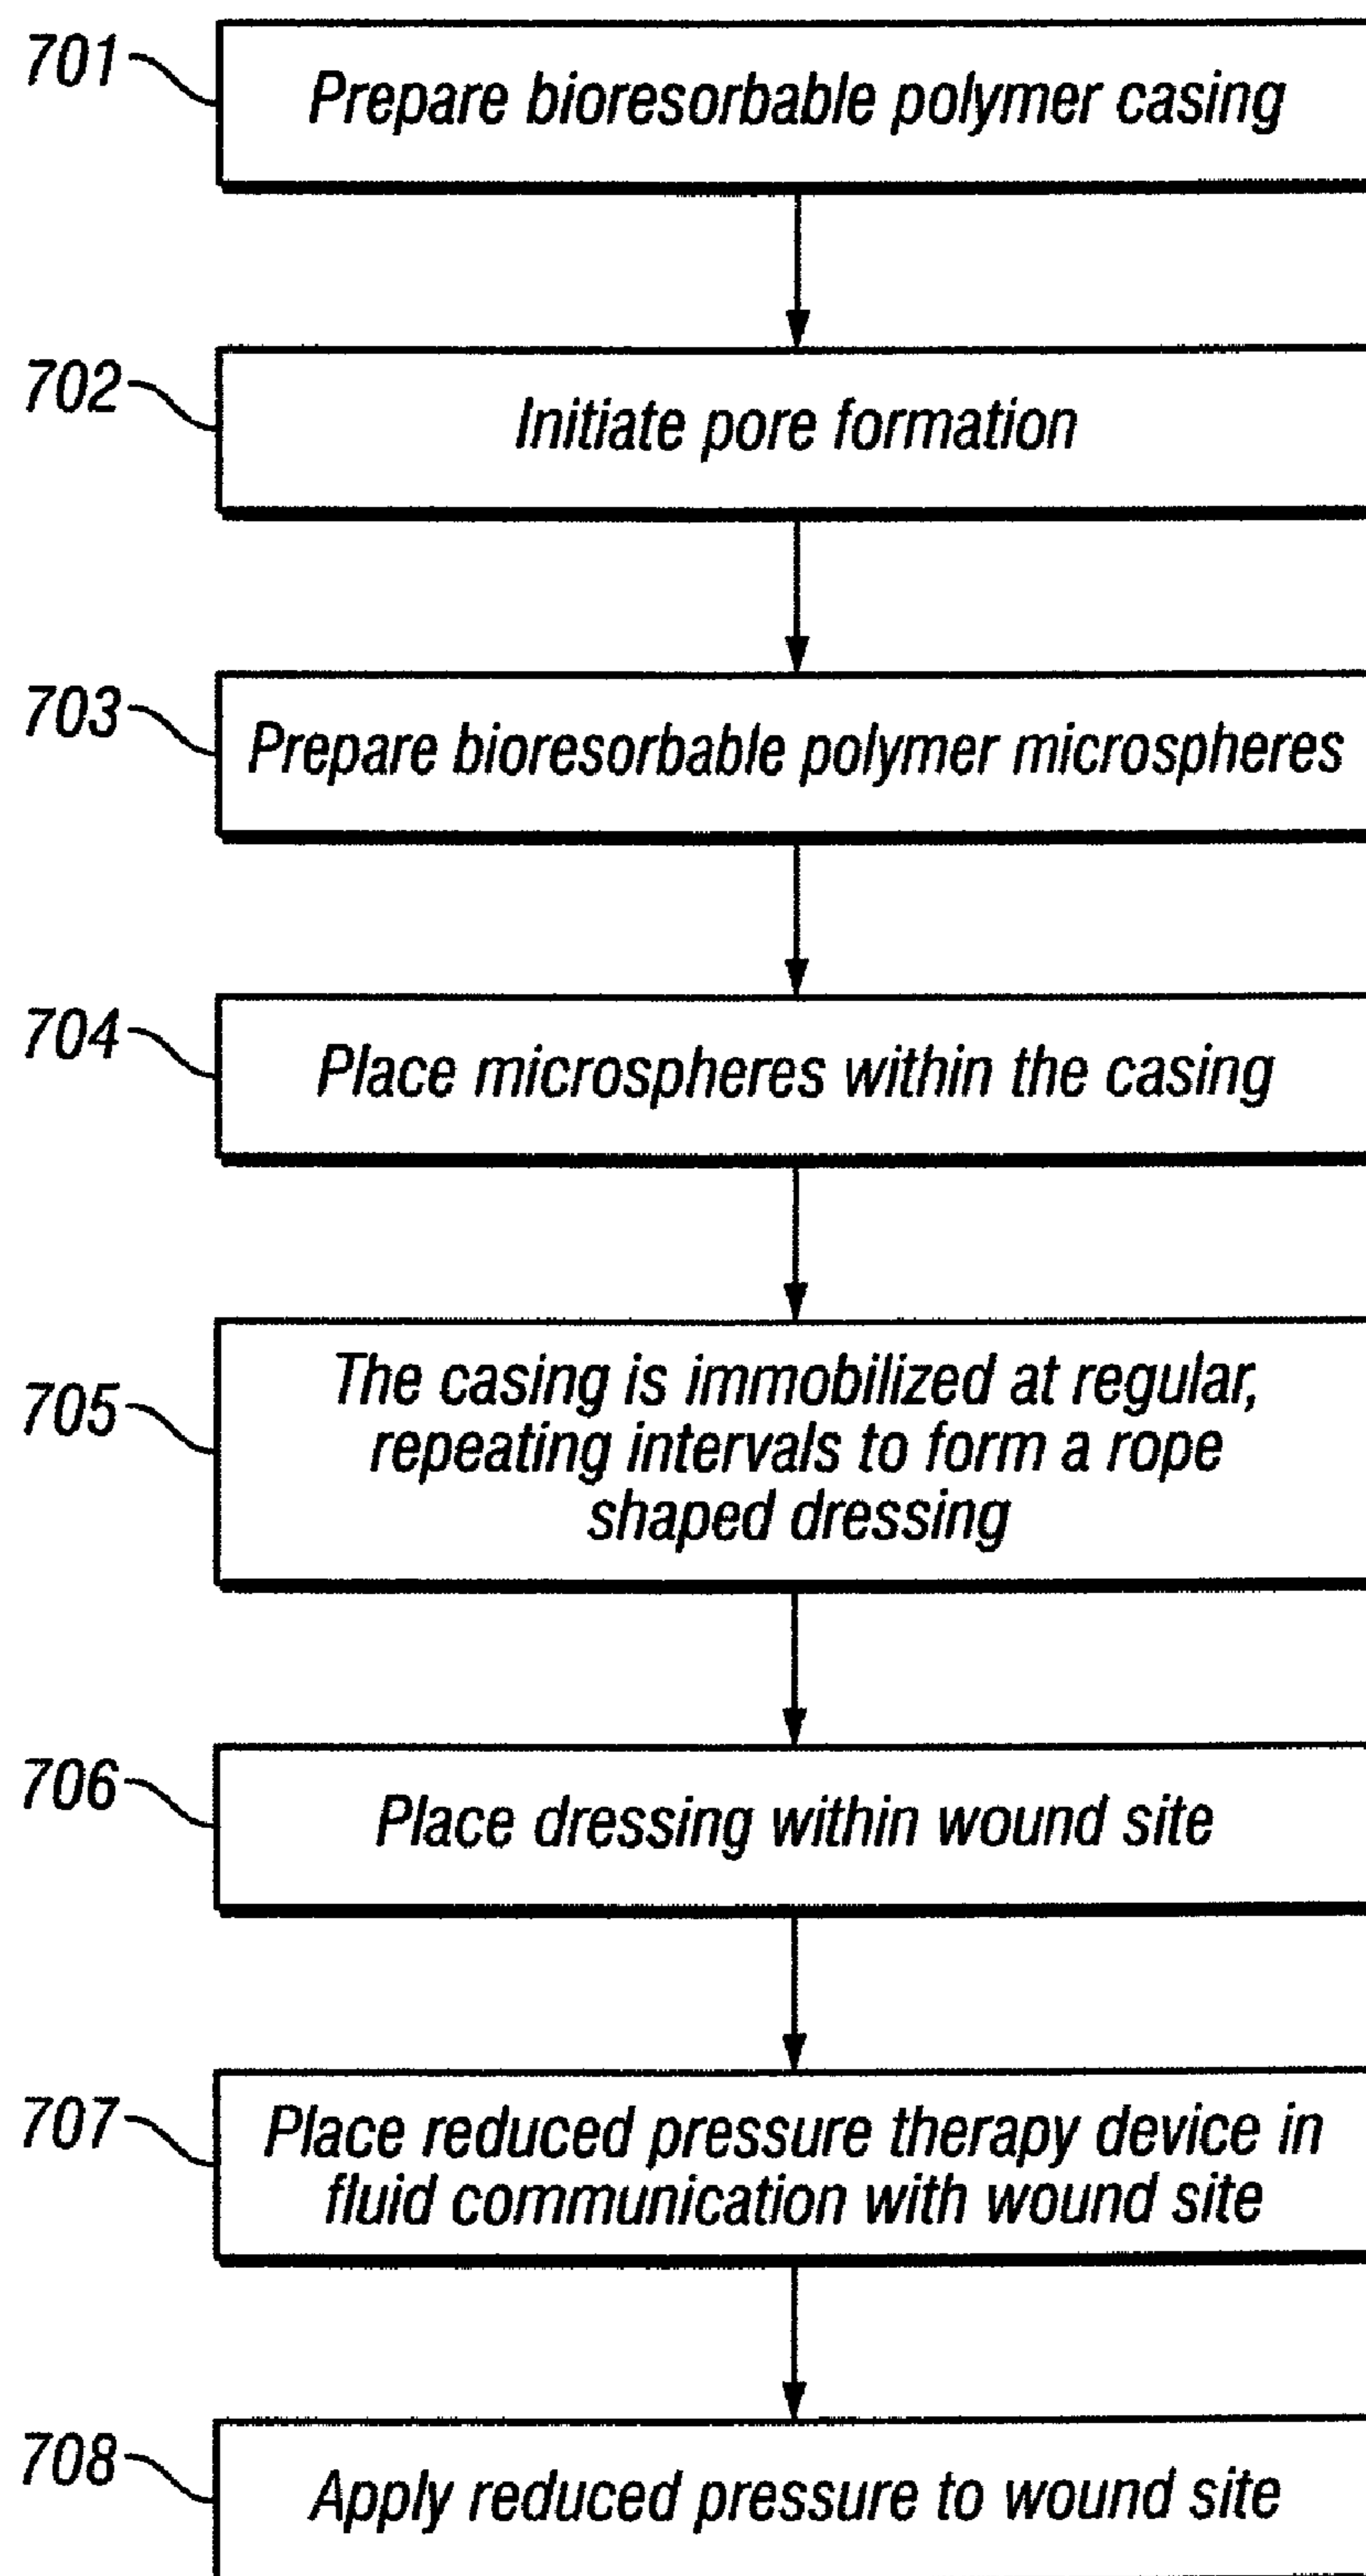 701
Prepare bioresorbable polymer casing
702
Initiate pore formation
703
Prepare bioresorbable polymer microspheres
704
Place microspheres within the casing
705
The casing is immobilized at regular,
repeating intervals to form a rope
shaped dressing
706
Place dressing within wound site
707
Place reduced pressure therapy device in
fluid communication with wound site
708
Apply reduced pressure to wound site